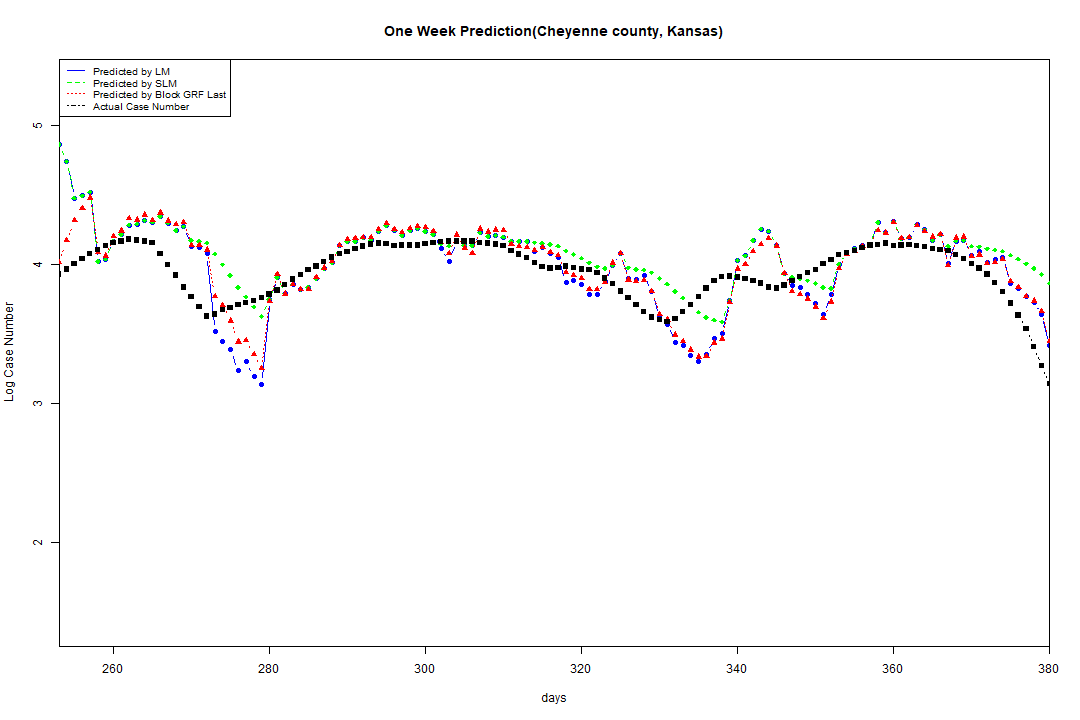 One Week Prediction(Cheyenne county, Kansas)
Predicted by LM
Predicted by SLM
Predicted by Block GRF Last
Actual Case Number
5
4
3
2
Log Case Number
260 280 300 320 340 360 380
days